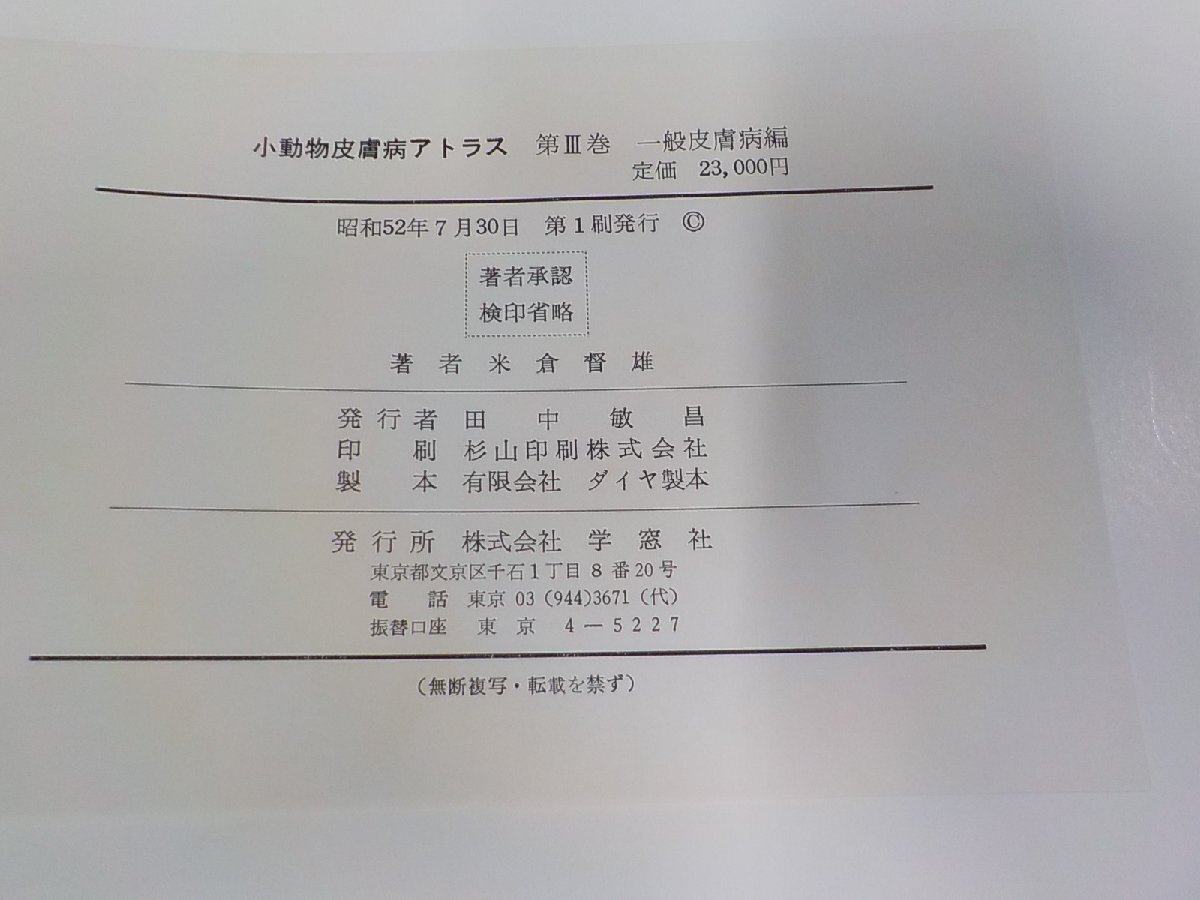 小動物皮膚病アトラス 第Ⅲ巻 一般皮膚病編
定価 23,000円
昭和52年7月30日 第1刷発行 ©
著者承認
検印省略
著者 米倉督雄
発行者 田中敏昌
印刷 杉山印刷株式会社
製本 有限会社 ダイヤ製本
発行所 株式会社 学窓社
東京都文京区千石1丁目8番20号
電話 東京 03 (944)3671 (代)
振替口座 東京 4—5227
(無断複写・転載を禁ず)